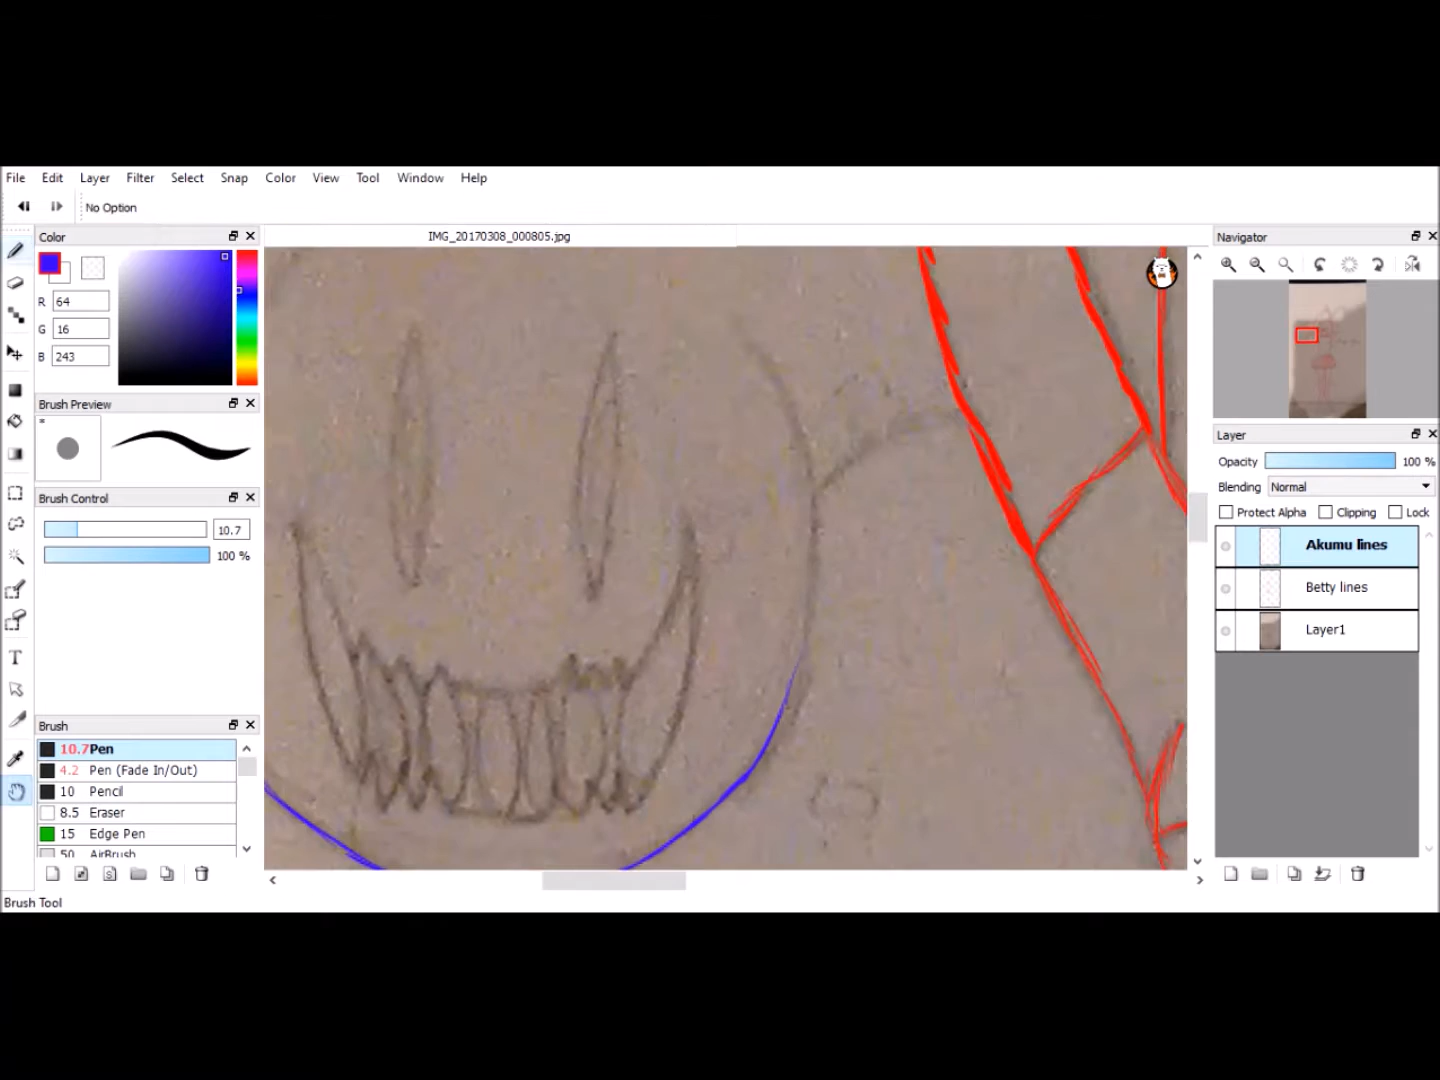 File Edit Layer Filter Select Snap Color View Tool Window Help
No Option
Color
IMG_20170308_000805.jpg
Navigator
R 64
G 16
B 243
Brush Preview
*
Brush Control
10.7
100 %
Layer
Opacity 100 %
Blending Normal
Protect Alpha Clipping Lock
Akumu lines
Betty lines
Layer1
T
Brush
10.7 Pen
4.2 Pen (Fade In/Out)
10 Pencil
8.5 Eraser
15 Edge Pen
50 AirBrush
S
Brush Tool